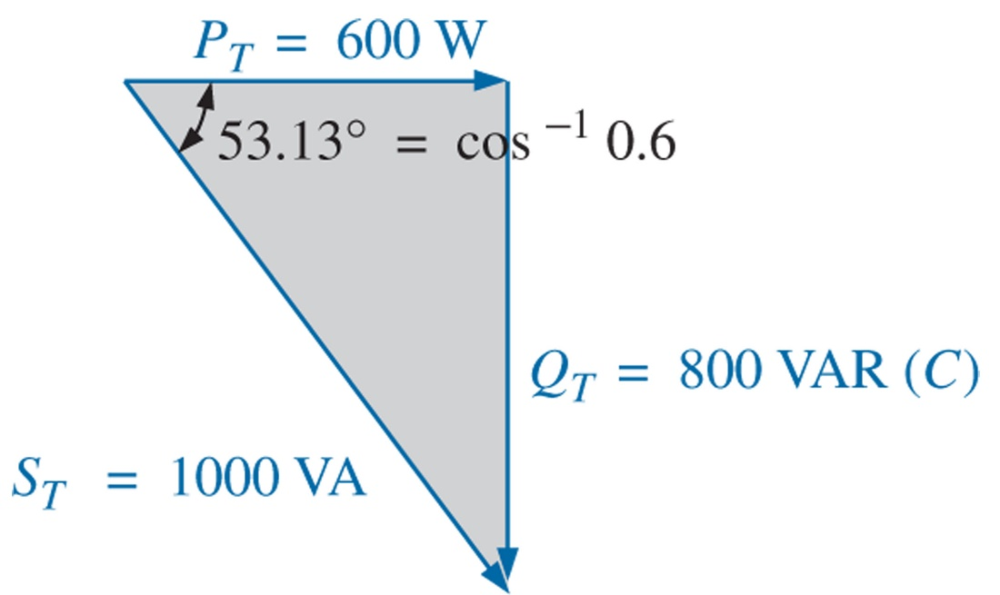 P_T = 600 W
53.13° = cos⁻¹ 0.6
Q_T = 800 VAR (C)
S_T = 1000 VA